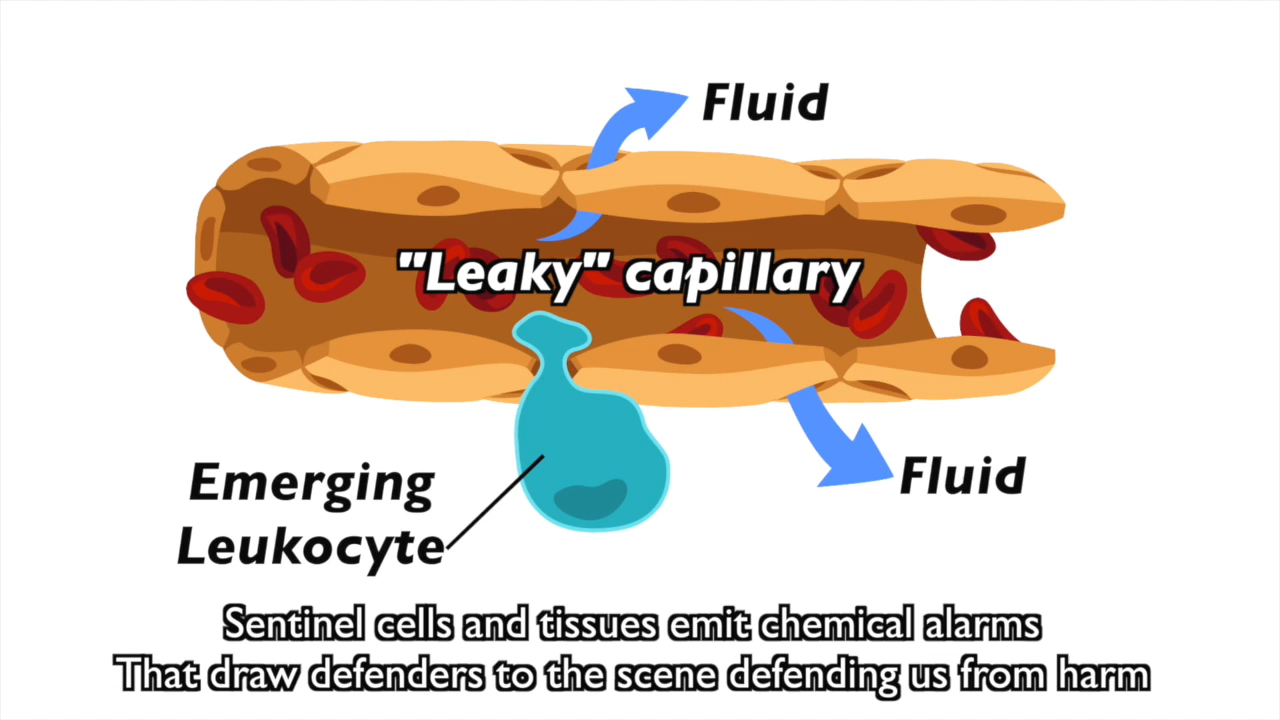 Fluid
"Leaky" capillary
Fluid
Emerging
Leukocyte
Sentinel cells and tissues emit chemical alarms
That draw defenders to the scene defending us from harm